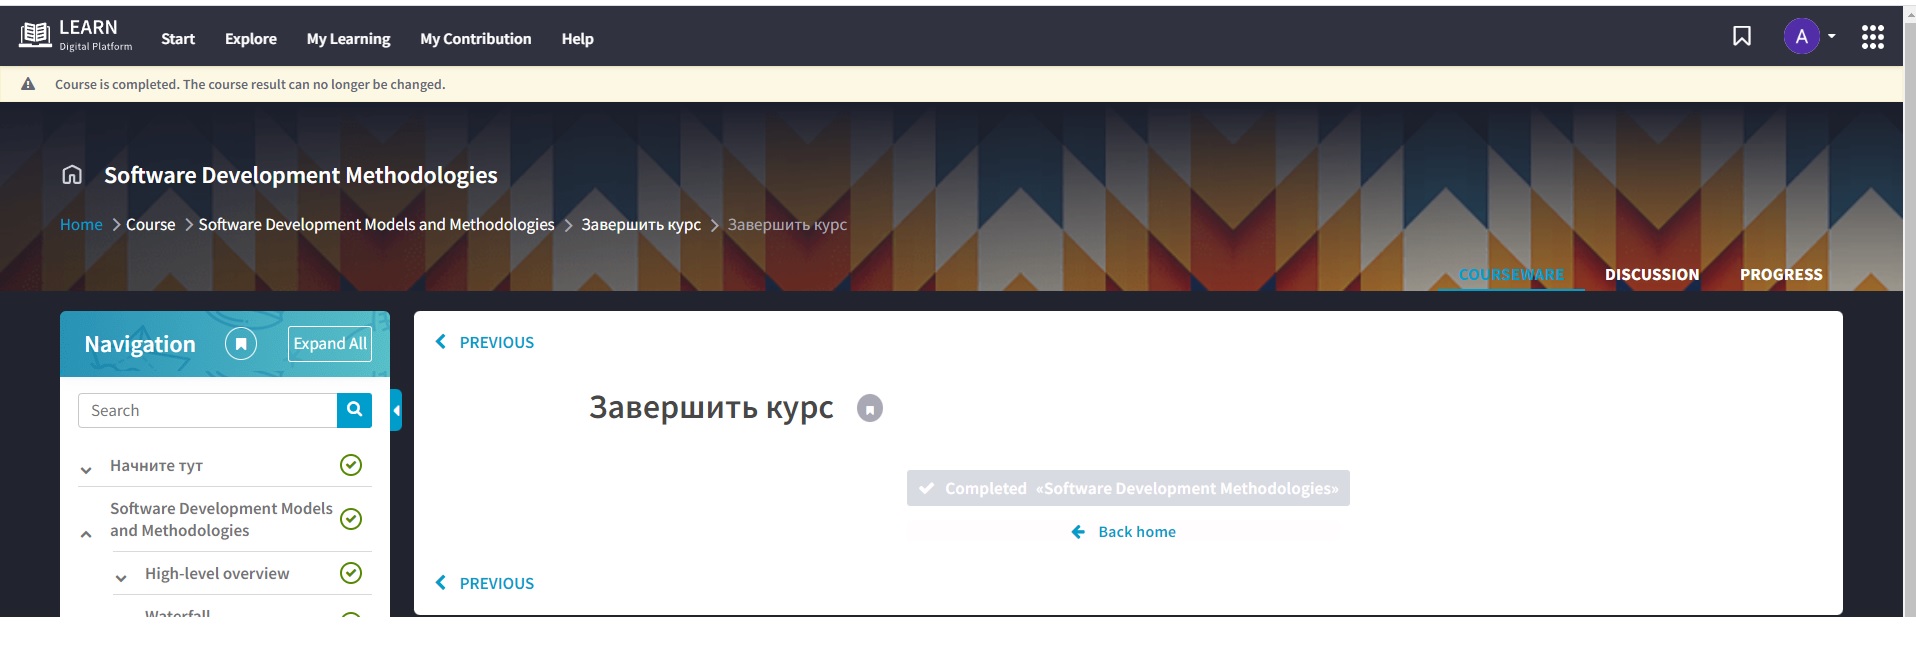 LEARN
Digital Platform
Start Explore My Learning My Contribution Help
A
Course is completed. The course result can no longer be changed.
Software Development Methodologies
Home > Course > Software Development Models and Methodologies > Завершить курс > Завершить курс
COURSEWARE DISCUSSION PROGRESS
Navigation Expand All
Search
Начните тут
Software Development Models
and Methodologies
High-level overview
Waterfall
PREVIOUS
Завершить курс
Completed «Software Development Methodologies»
Back home
PREVIOUS